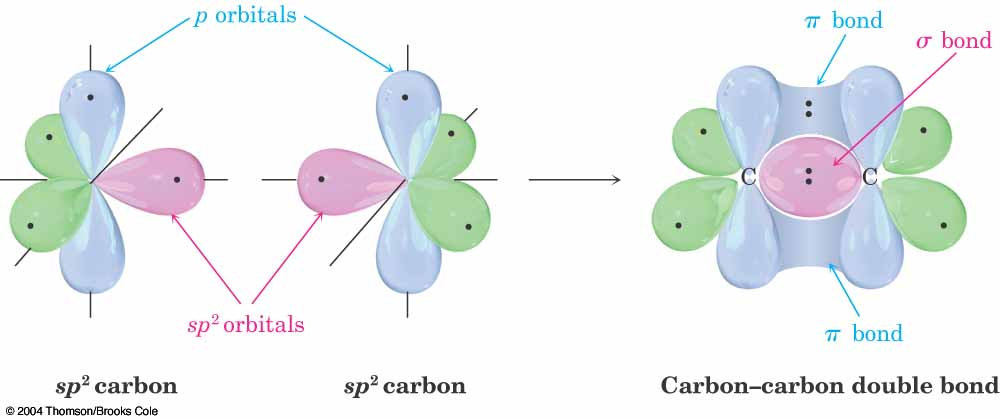 p orbitals
π bond
σ bond
C
C
sp² orbitals
π bond
sp² carbon
sp² carbon
Carbon–carbon double bond
© 2004 Thomson/Brooks Cole